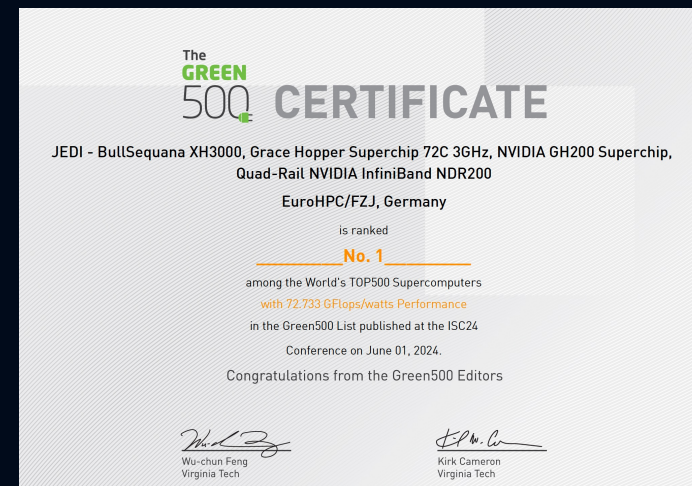 The
GREEN
500 CERTIFICATE
JEDI - BullSequana XH3000, Grace Hopper Superchip 72C 3GHz, NVIDIA GH200 Superchip,
Quad-Rail NVIDIA InfiniBand NDR200
EuroHPC/FZJ, Germany
is ranked
No. 1
among the World's TOP500 Supercomputers
with 72.733 GFlops/watts Performance
in the Green500 List published at the ISC24
Conference on June 01, 2024.
Congratulations from the Green500 Editors
Wu-chun Feng
Virginia Tech
Kirk Cameron
Virginia Tech